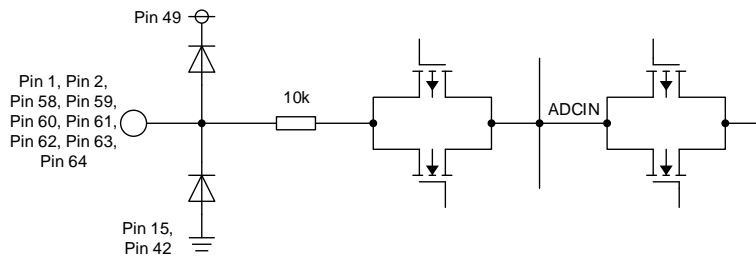 Pin 49
Pin 1, Pin 2,
Pin 58, Pin 59,
Pin 60, Pin 61,
Pin 62, Pin 63,
Pin 64
10k
ADCIN
Pin 15,
Pin 42